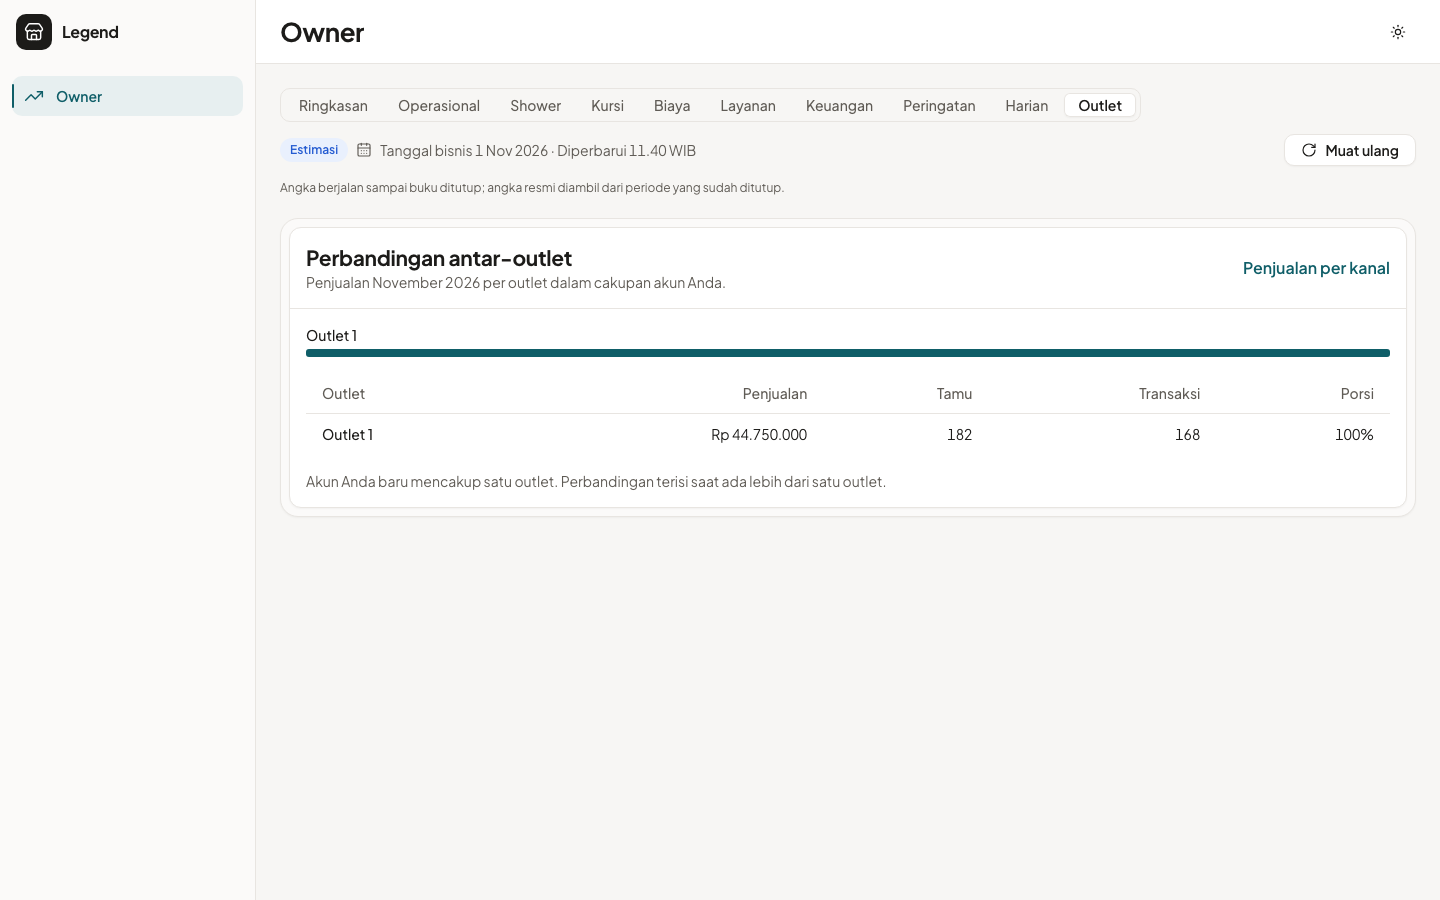 Legend
Owner
Owner
Ringkasan Operasional Shower Kursi Biaya Layanan Keuangan Peringatan Harian Outlet
Estimasi Tanggal bisnis 1 Nov 2026 · Diperbarui 11.40 WIB
Muat ulang
Angka berjalan sampai buku ditutup; angka resmi diambil dari periode yang sudah ditutup.
Perbandingan antar-outlet
Penjualan November 2026 per outlet dalam cakupan akun Anda.
Penjualan per kanal
Outlet 1
Outlet Penjualan Tamu Transaksi Porsi
Outlet 1 Rp 44.750.000 182 168 100%
Akun Anda baru mencakup satu outlet. Perbandingan terisi saat ada lebih dari satu outlet.